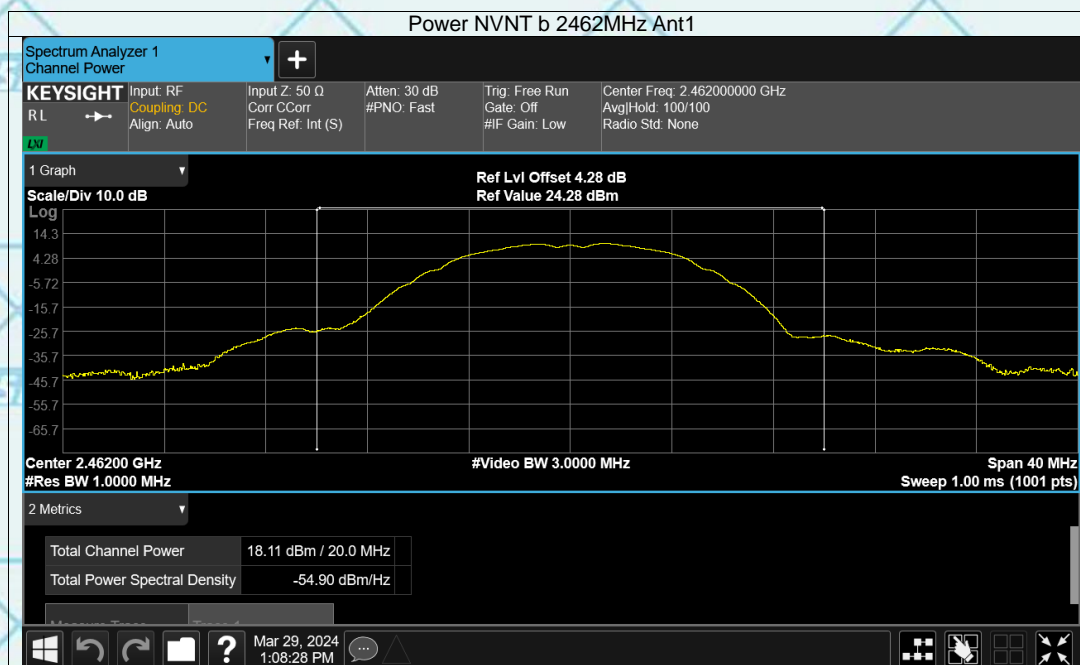 Power NVNT b 2462MHz Ant1
Spectrum Analyzer 1
Channel Power
KEYSIGHT
RL
LXI
Input: RF
Coupling: DC
Align: Auto
Input Z: 50 Ω
Corr CCorr
Freq Ref: Int (S)
Atten: 30 dB
#PNO: Fast
Trig: Free Run
Gate: Off
#IF Gain: Low
Center Freq: 2.462000000 GHz
Avg|Hold: 100/100
Radio Std: None
1 Graph
Ref Lvl Offset 4.28 dB
Scale/Div 10.0 dB
Ref Value 24.28 dBm
Log
14.3
4.28
-5.72
-15.7
-25.7
-35.7
-45.7
-55.7
-65.7
Center 2.46200 GHz
#Video BW 3.0000 MHz
Span 40 MHz
#Res BW 1.0000 MHz
Sweep 1.00 ms (1001 pts)
2 Metrics
Total Channel Power 18.11 dBm / 20.0 MHz
Total Power Spectral Density -54.90 dBm/Hz
Mar 29, 2024
1:08:28 PM